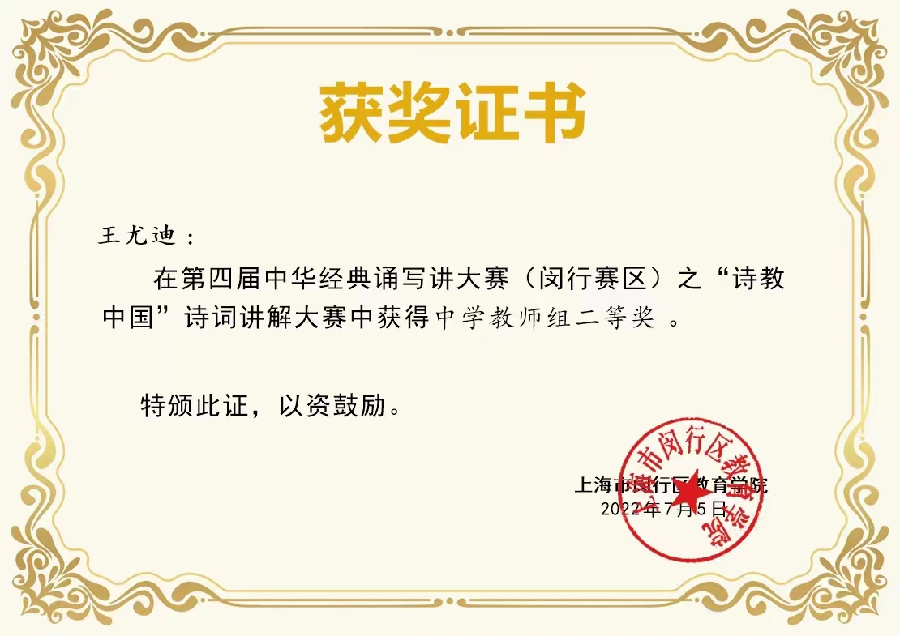 获奖证书
王尤迪：
在第四届中华经典诵写讲大赛（闵行赛区）之“诗教
中国”诗词讲解大赛中获得中学教师组二等奖 。
特颁此证，以资鼓励。
上海市闵行区教育学院
2022年7月5日
上海市闵行区教育学院